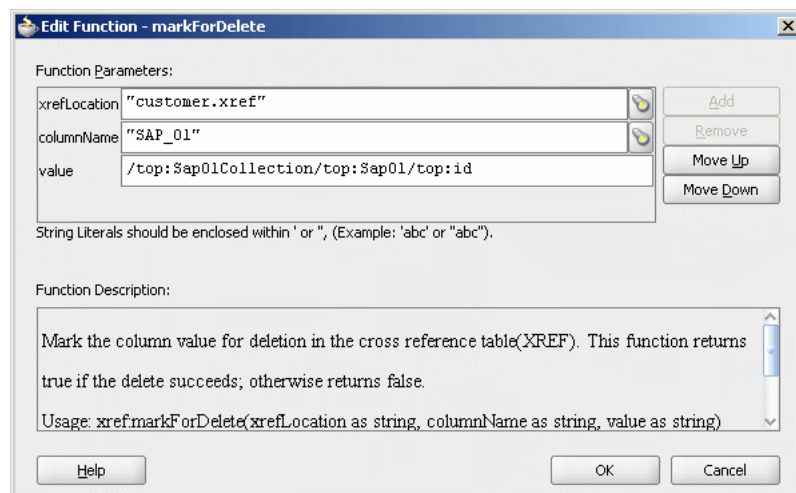 Edit Function - markForDelete
Function Parameters:
xrefLocation "customer.xref"
columnName "SAP_01"
value /top:Sap01Collection/top:Sap01/top:id
Add
Remove
Move Up
Move Down
String Literals should be enclosed within ' or ", (Example: 'abc' or "abc").
Function Description:
Mark the column value for deletion in the cross reference table(XREF). This function returns
true if the delete succeeds; otherwise returns false.
Usage: xref:markForDelete(xrefLocation as string, columnName as string, value as string)
Help
OK
Cancel